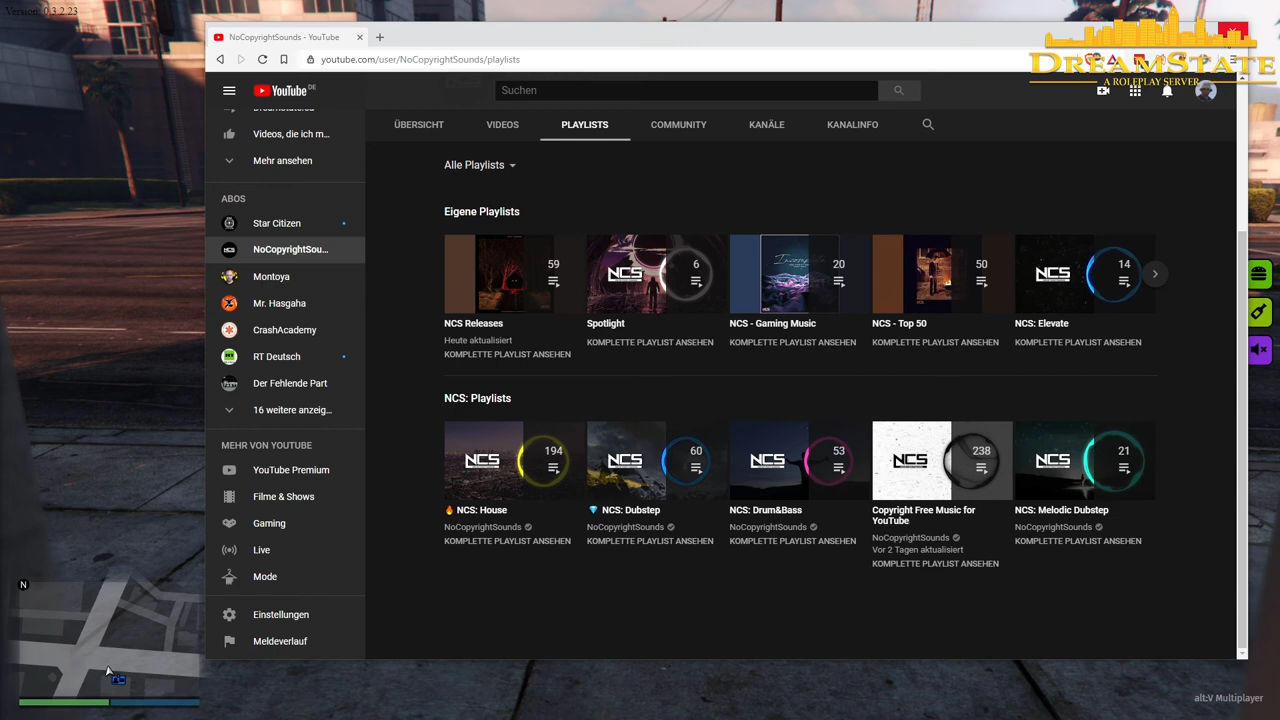 Version: 0.3.2.23
NoCopyrightSounds - YouTube
youtube.com/user/NoCopyrightSounds/playlists
DREAMSTATE
A ROLEPLAY SERVER
YouTube DE
Suchen
Videos, die ich m...
Mehr ansehen
ABOS
Star Citizen
NoCopyrightSou...
Montoya
Mr. Hasgaha
CrashAcademy
RT Deutsch
Der Fehlende Part
16 weitere anzeig...
MEHR VON YOUTUBE
YouTube Premium
Filme & Shows
Gaming
Live
Mode
Einstellungen
Meldeverlauf
ÜBERSICHT
VIDEOS
PLAYLISTS
COMMUNITY
KANÄLE
KANALINFO
Alle Playlists
Eigene Playlists
59
NCS
6
20
50
NCS
14
NCS Releases
Heute aktualisiert
KOMPLETTE PLAYLIST ANSEHEN
Spotlight
KOMPLETTE PLAYLIST ANSEHEN
NCS - Gaming Music
KOMPLETTE PLAYLIST ANSEHEN
NCS - Top 50
KOMPLETTE PLAYLIST ANSEHEN
NCS: Elevate
KOMPLETTE PLAYLIST ANSEHEN
NCS: Playlists
NCS
194
NCS
60
NCS
53
NCS
238
NCS
21
🔥 NCS: House
NoCopyrightSounds
KOMPLETTE PLAYLIST ANSEHEN
💎 NCS: Dubstep
NoCopyrightSounds
KOMPLETTE PLAYLIST ANSEHEN
NCS: Drum&Bass
NoCopyrightSounds
KOMPLETTE PLAYLIST ANSEHEN
Copyright Free Music for
YouTube
NoCopyrightSounds
Vor 2 Tagen aktualisiert
KOMPLETTE PLAYLIST ANSEHEN
NCS: Melodic Dubstep
NoCopyrightSounds
KOMPLETTE PLAYLIST ANSEHEN
N
alt:V Multiplayer